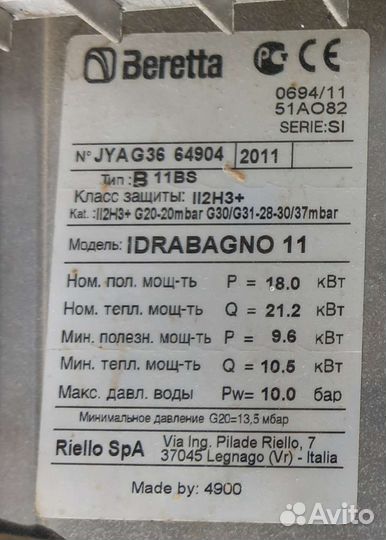 Beretta
0694/11
51AO82
SERIE:SI
N° JYAG36 64904 2011
Тип : B 11BS
Класс защиты: II2H3+
Kat. :II2H3+ G20-20mbar G30/G31-28-30/37mbar
Модель: IDRABAGNO 11
Ном. пол. мощ-ть P = 18.0 кВт
Ном. тепл. мощ-ть Q = 21.2 кВт
Мин. полезн. мощ-ть P = 9.6 кВт
Мин. тепл. мощ-ть Q = 10.5 кВт
Макс. давл. воды Pw= 10.0 бар
Минимальное давление G20=13,5 мбар
Riello SpA Via Ing. Pilade Riello, 7
37045 Legnago (Vr) - Italia
Made by: 4900
Avito